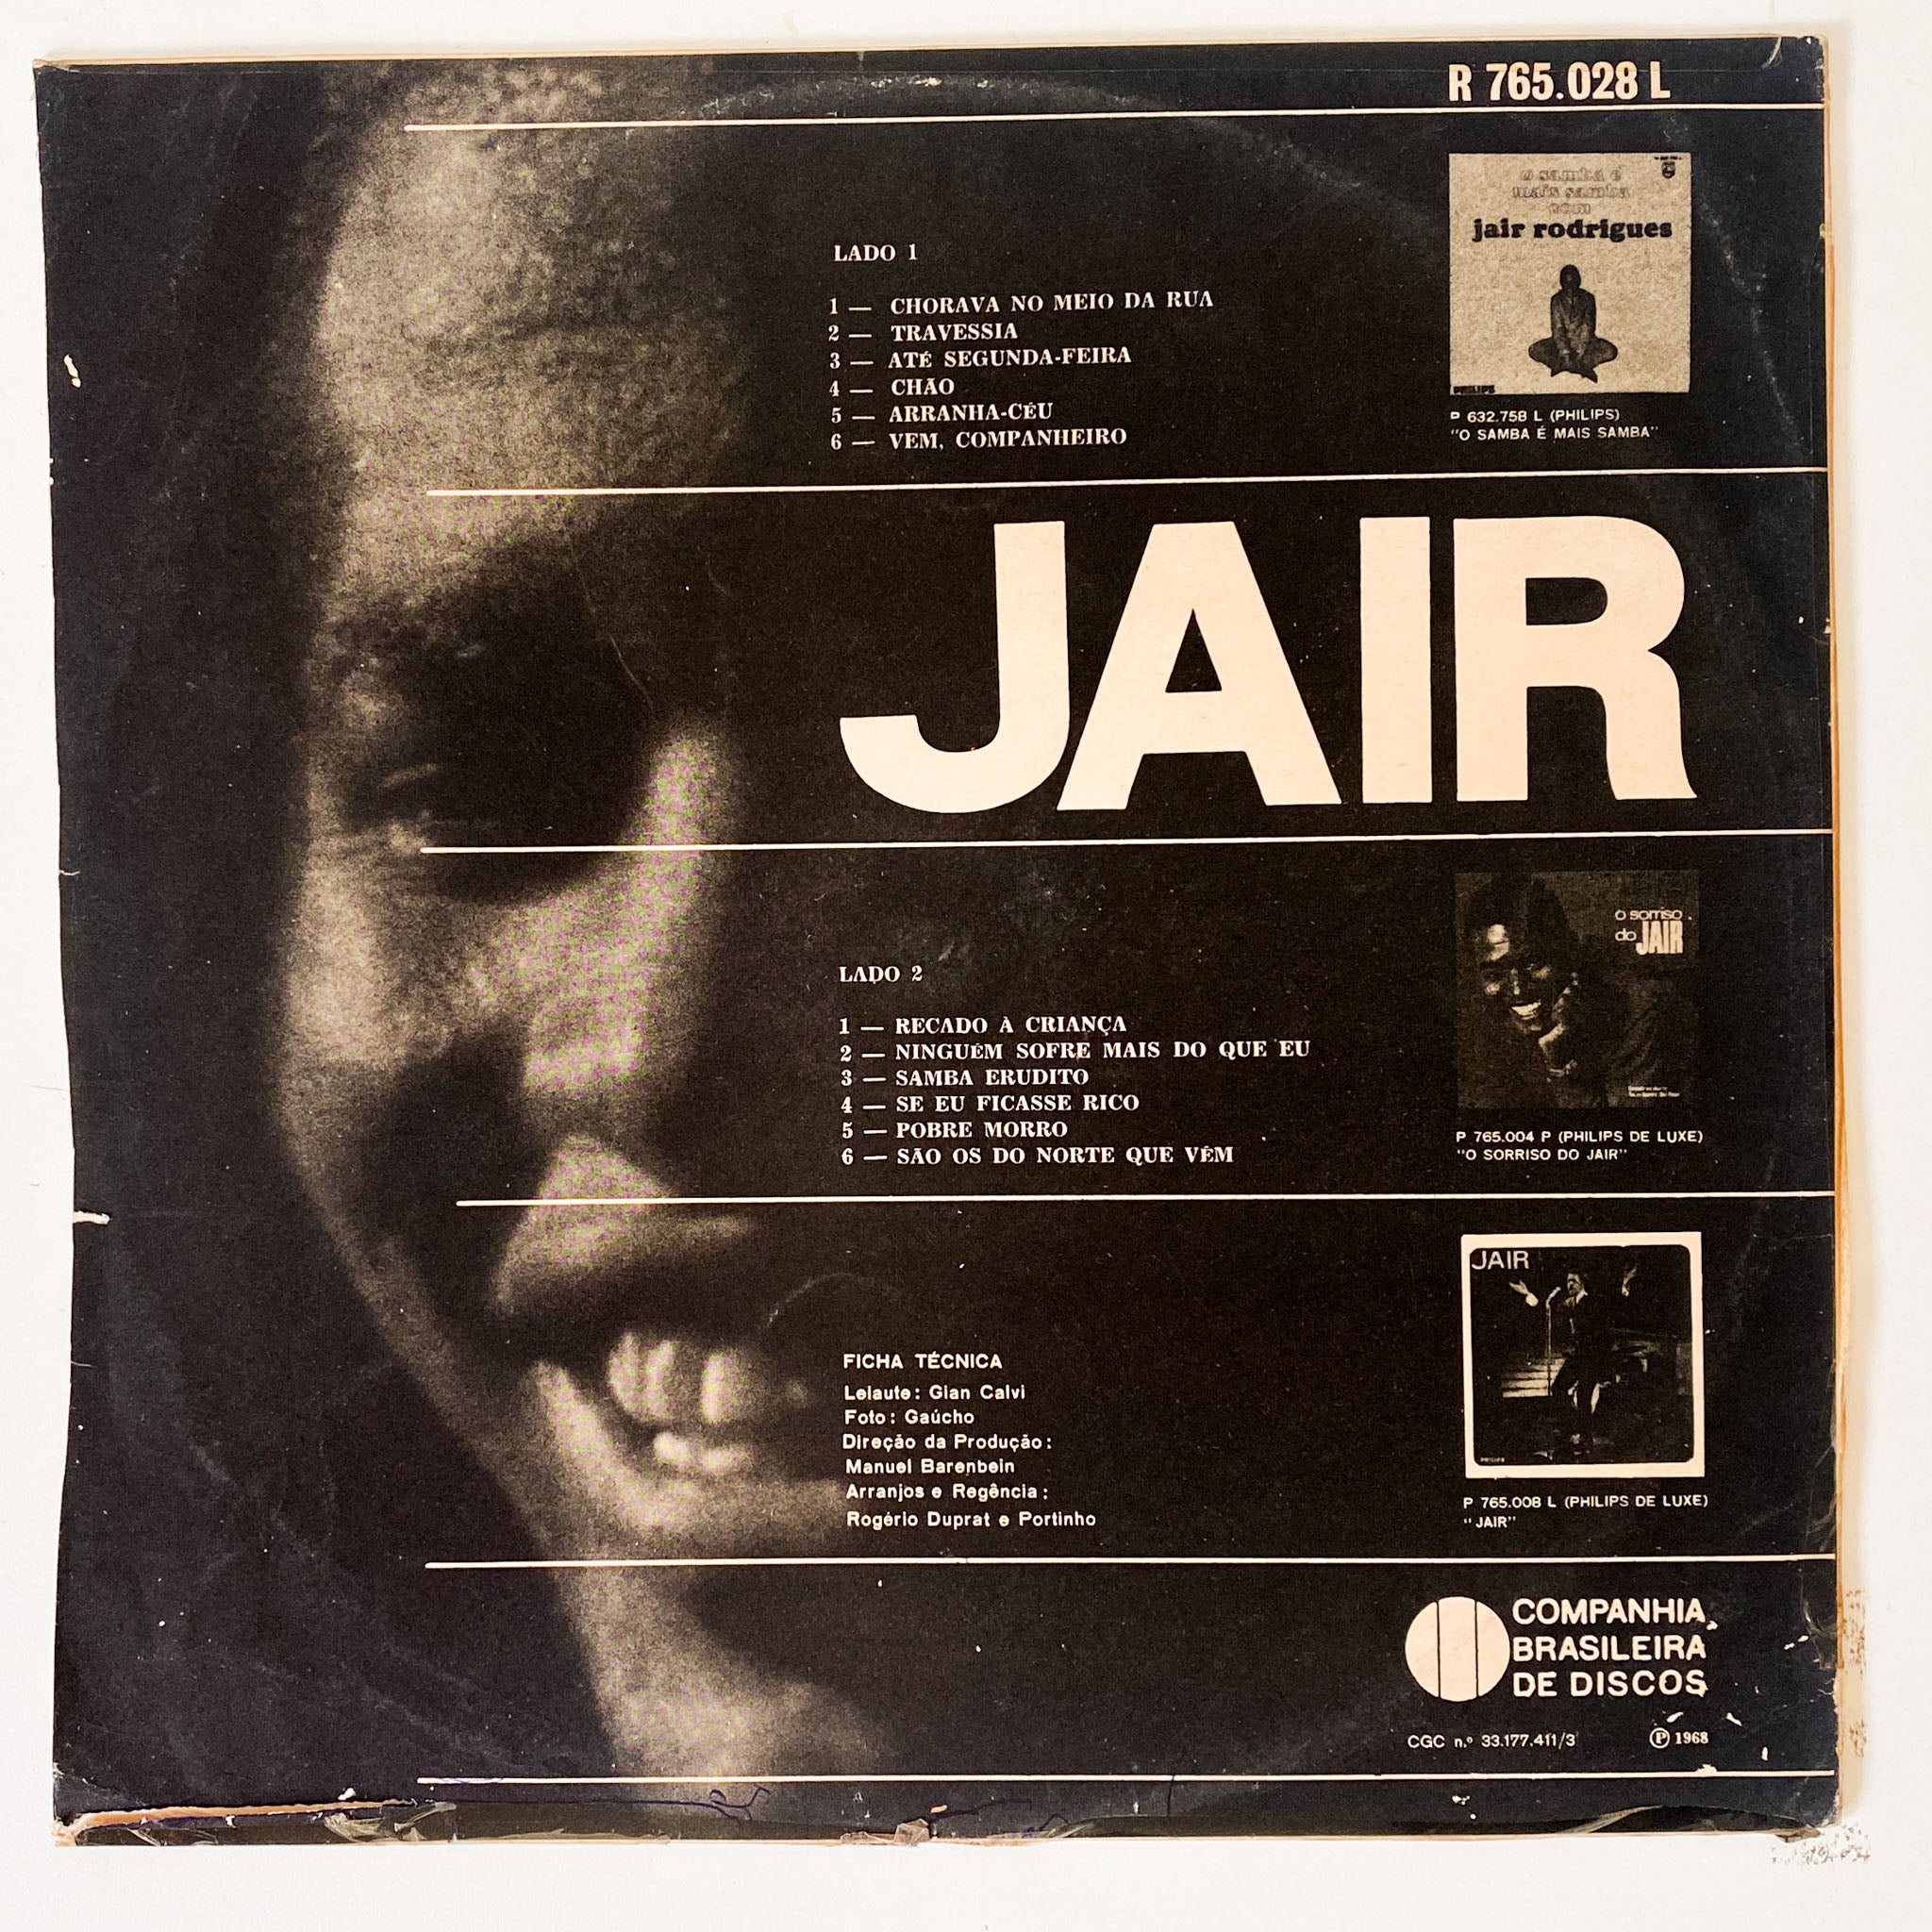 R 765.028 L
o samba é
mais samba
com
jair rodrigues
PHILIPS
P 632.758 L (PHILIPS)
"O SAMBA É MAIS SAMBA"
LADO 1
1 — CHORAVA NO MEIO DA RUA
2 — TRAVESSIA
3 — ATÉ SEGUNDA-FEIRA
4 — CHÃO
5 — ARRANHA-CÉU
6 — VEM, COMPANHEIRO
JAIR
LADO 2
1 — RECADO À CRIANÇA
2 — NINGUÉM SOFRE MAIS DO QUE EU
3 — SAMBA ERUDITO
4 — SE EU FICASSE RICO
5 — POBRE MORRO
6 — SÃO OS DO NORTE QUE VÊM
o sorriso
do JAIR
P 765.004 P (PHILIPS DE LUXE)
"O SORRISO DO JAIR"
FICHA TÉCNICA
Leiaute: Gian Calvi
Foto: Gaúcho
Direção da Produção:
Manuel Barenbein
Arranjos e Regência:
Rogério Duprat e Portinho
JAIR
P 765.008 L (PHILIPS DE LUXE)
"JAIR"
COMPANHIA
BRASILEIRA
DE DISCOS
CGC n.º 33.177.411/3 ℗ 1968